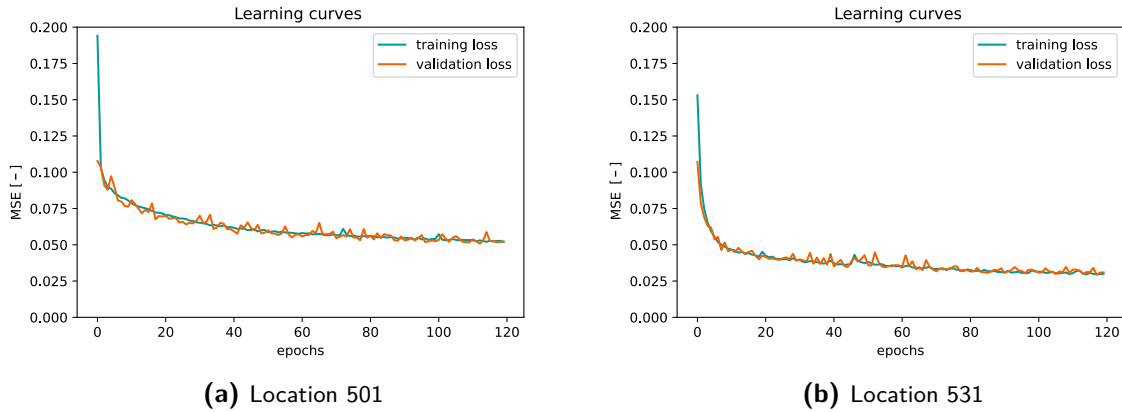 Learning curves
0.200
0.175
0.150
0.125
0.100
0.075
0.050
0.025
0.000
MSE [−]
training loss
validation loss
0 20 40 60 80 100 120
epochs
(a) Location 501
Learning curves
0.200
0.175
0.150
0.125
0.100
0.075
0.050
0.025
0.000
MSE [−]
training loss
validation loss
0 20 40 60 80 100 120
epochs
(b) Location 531